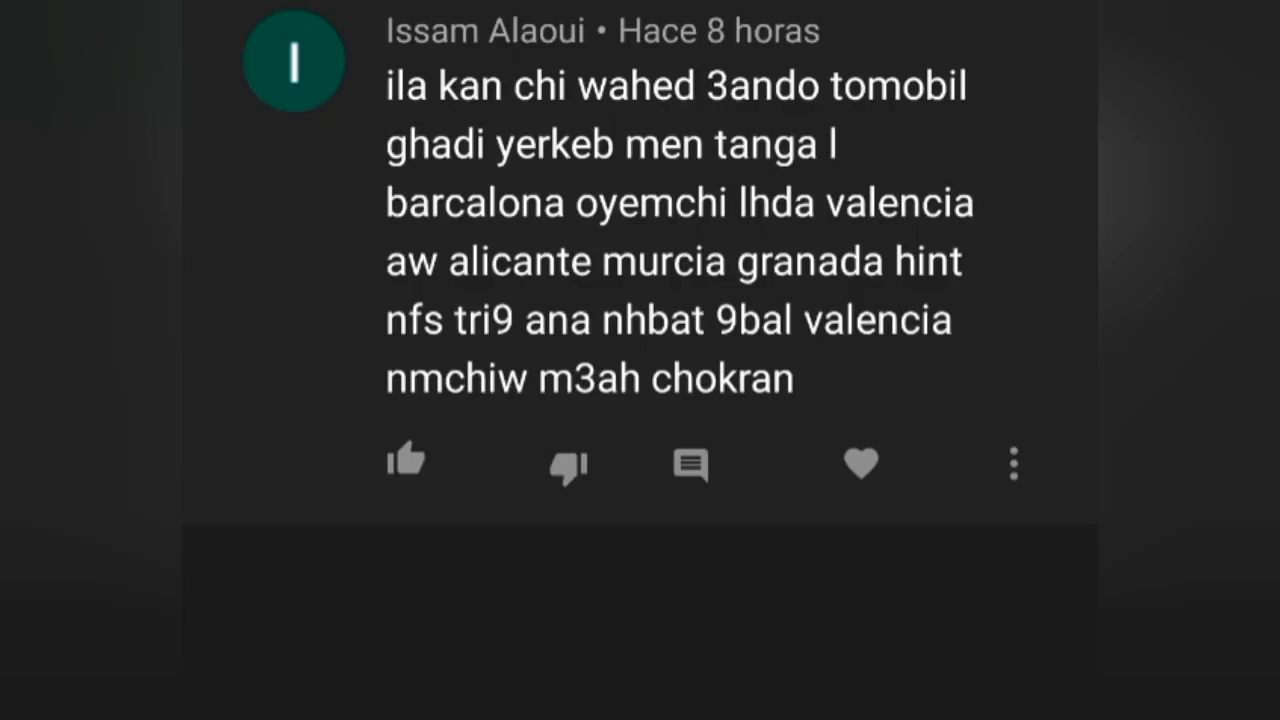 I
Issam Alaoui • Hace 8 horas
ila kan chi wahed 3ando tomobil
ghadi yerkeb men tanga l
barcalona oyemchi lhda valencia
aw alicante murcia granada hint
nfs tri9 ana nhbat 9bal valencia
nmchiw m3ah chokran